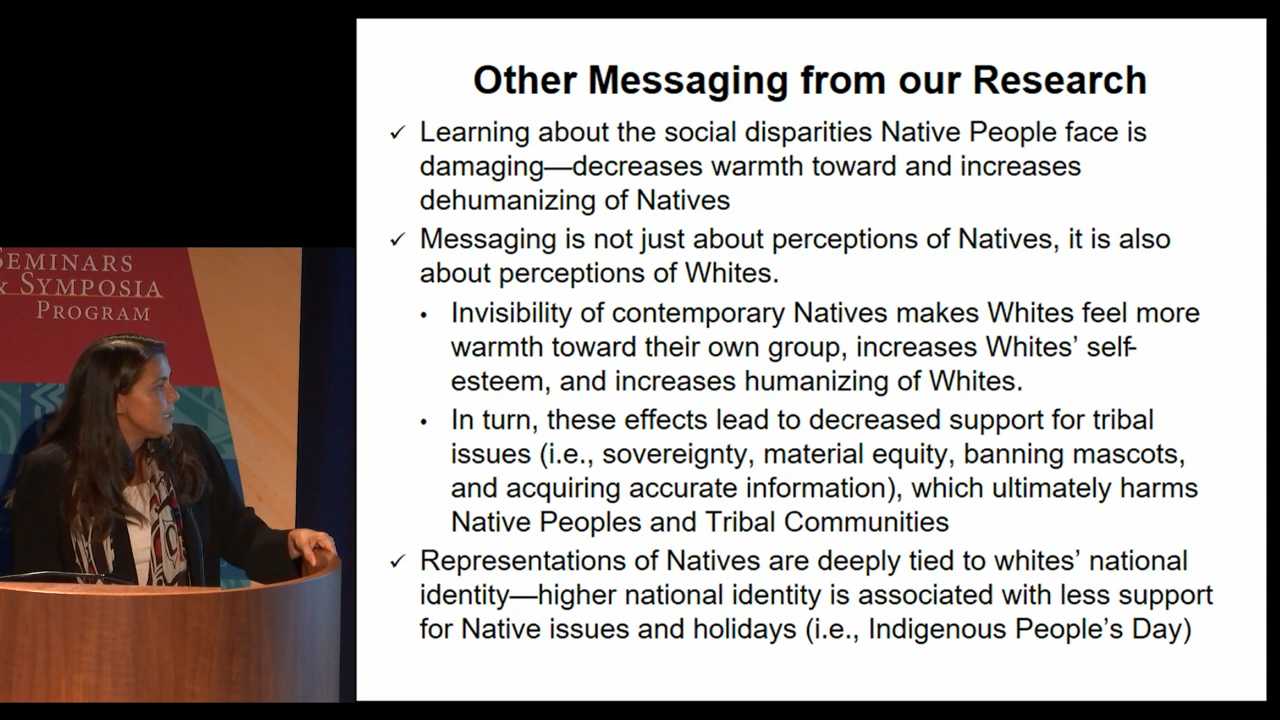 SEMINARS
& SYMPOSIA
PROGRAM
Other Messaging from our Research
✓ Learning about the social disparities Native People face is
damaging—decreases warmth toward and increases
dehumanizing of Natives
✓ Messaging is not just about perceptions of Natives, it is also
about perceptions of Whites.
• Invisibility of contemporary Natives makes Whites feel more
warmth toward their own group, increases Whites’ self-
esteem, and increases humanizing of Whites.
• In turn, these effects lead to decreased support for tribal
issues (i.e., sovereignty, material equity, banning mascots,
and acquiring accurate information), which ultimately harms
Native Peoples and Tribal Communities
✓ Representations of Natives are deeply tied to whites’ national
identity—higher national identity is associated with less support
for Native issues and holidays (i.e., Indigenous People’s Day)